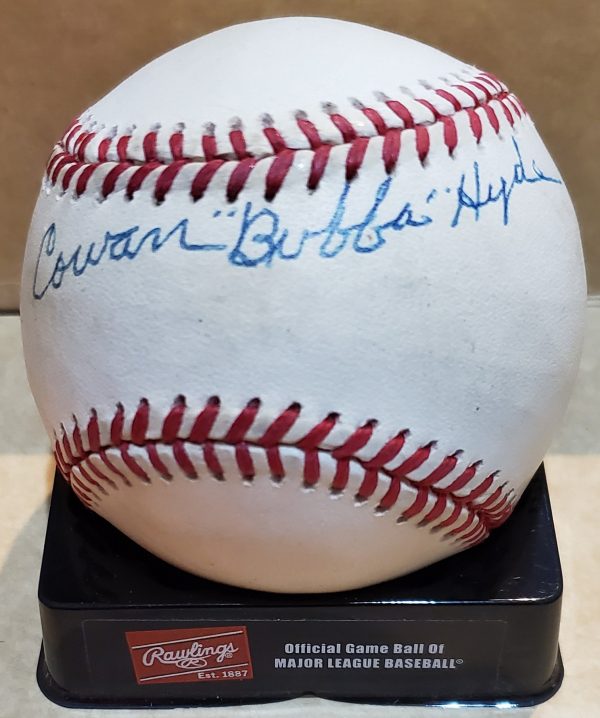 Cowan "Bubba" Hyde
Rawlings®
Est. 1887
Official Game Ball Of
MAJOR LEAGUE BASEBALL®